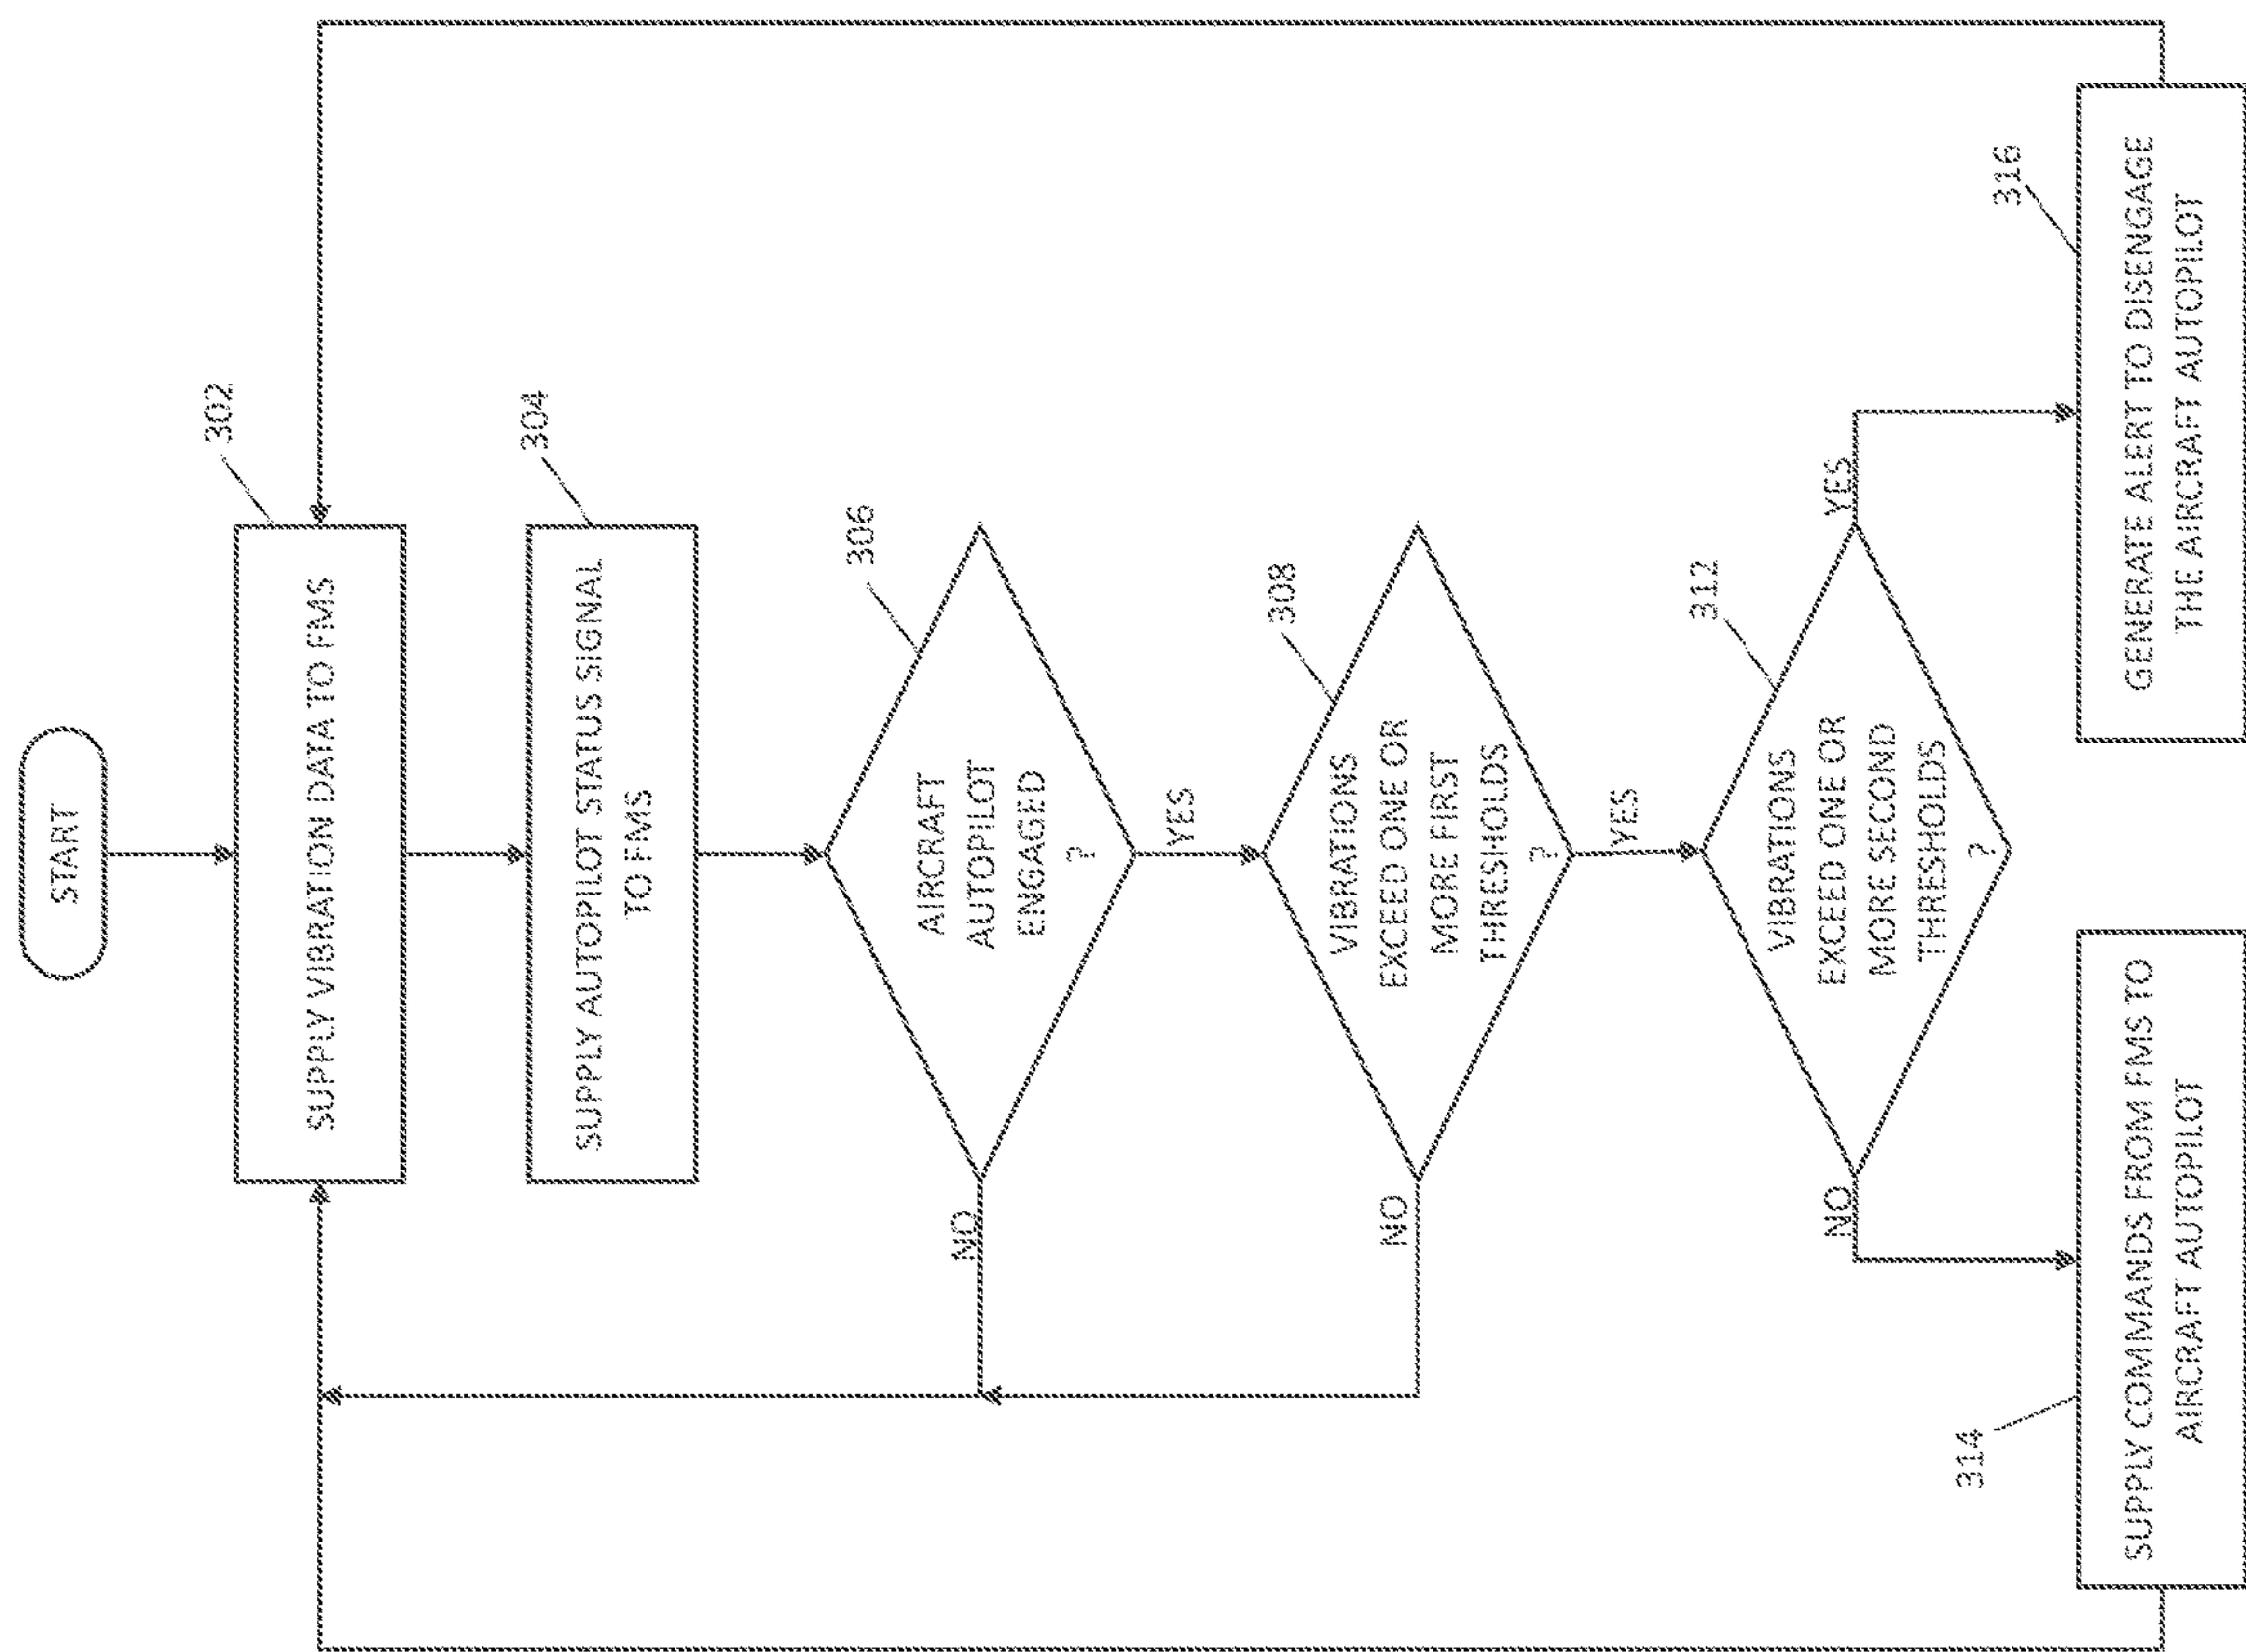 START
302
SUPPLY VIBRATION DATA TO FMS
304
SUPPLY AUTOPILOT STATUS SIGNAL
TO FMS
306
AIRCRAFT
AUTOPILOT
ENGAGED
?
NO
YES
308
VIBRATIONS
EXCEED ONE OR
MORE FIRST
THRESHOLDS
?
NO
YES
312
VIBRATIONS
EXCEED ONE OR
MORE SECOND
THRESHOLDS
?
NO
YES
314
SUPPLY COMMANDS FROM FMS TO
AIRCRAFT AUTOPILOT
316
GENERATE ALERT TO DISENGAGE
THE AIRCRAFT AUTOPILOT